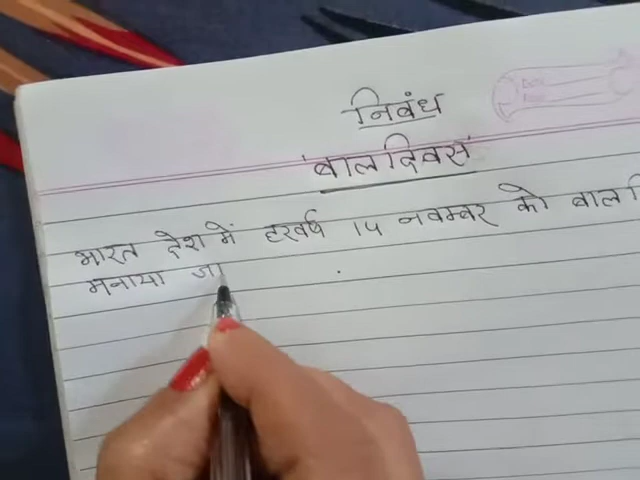 निबंध
'बाल दिवस'
भारत देश में हरवर्ष 14 नवम्बर को बाल दि
मनाया जा